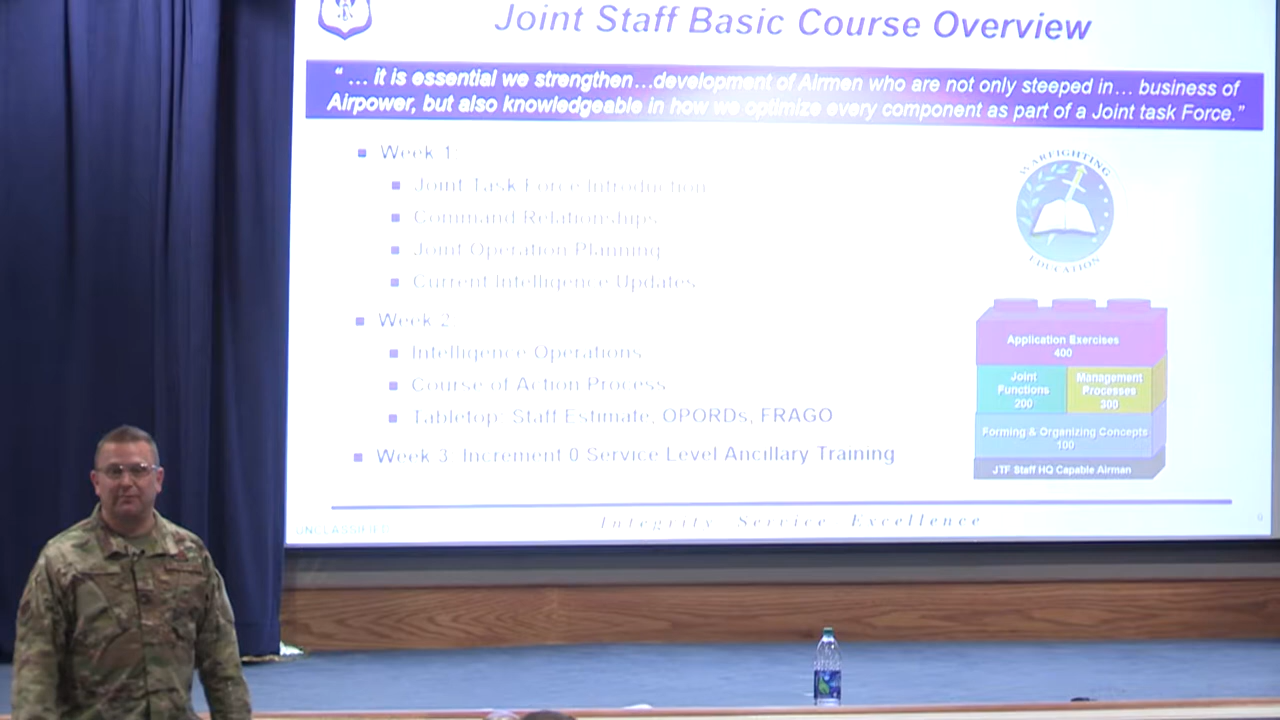 Joint Staff Basic Course Overview
“ ... it is essential we strengthen...development of Airmen who are not only steeped in... business of
Airpower, but also knowledgeable in how we optimize every component as part of a Joint task Force.”
Week 1:
Joint Task Force Introduction
Command Relationships
Joint Operation Planning
Current Intelligence Updates
Week 2
Intelligence Operations
Course of Action Process
Tabletop: Staff Estimate, OPORDs, FRAGO
Week 3: Increment 0 Service Level Ancillary Training
WARFIGHTING
EDUCATION
Application Exercises
400
Joint
Functions
200
Management
Processes
300
Forming & Organizing Concepts
100
JTF Staff HQ Capable Airman
UNCLASSIFIED
Integrity Service Excellence